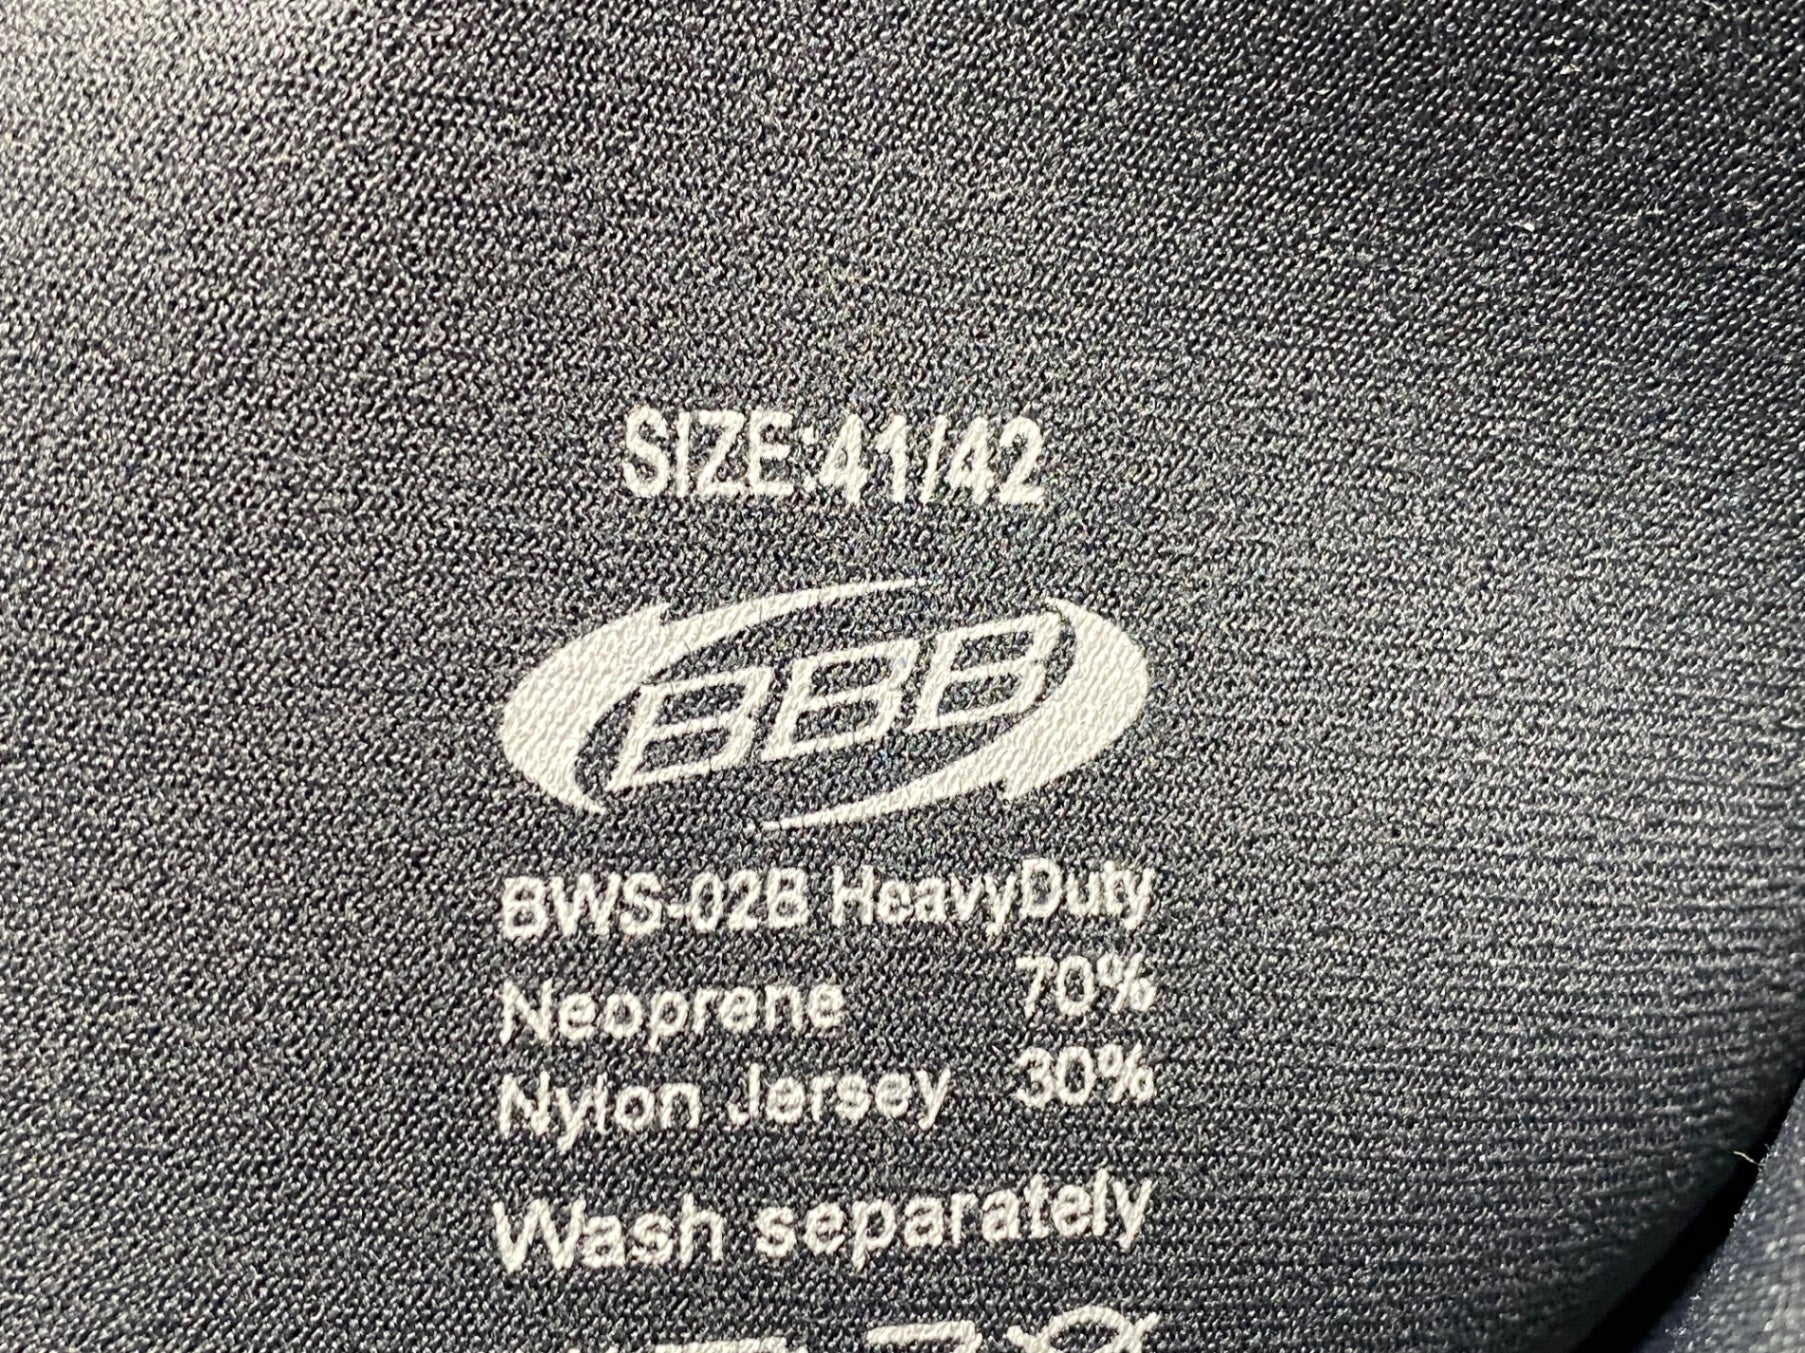 SIZE:41/42
BBB
BWS-02B HeavyDuty
Neoprene 70%
Nylon Jersey 30%
Wash separately